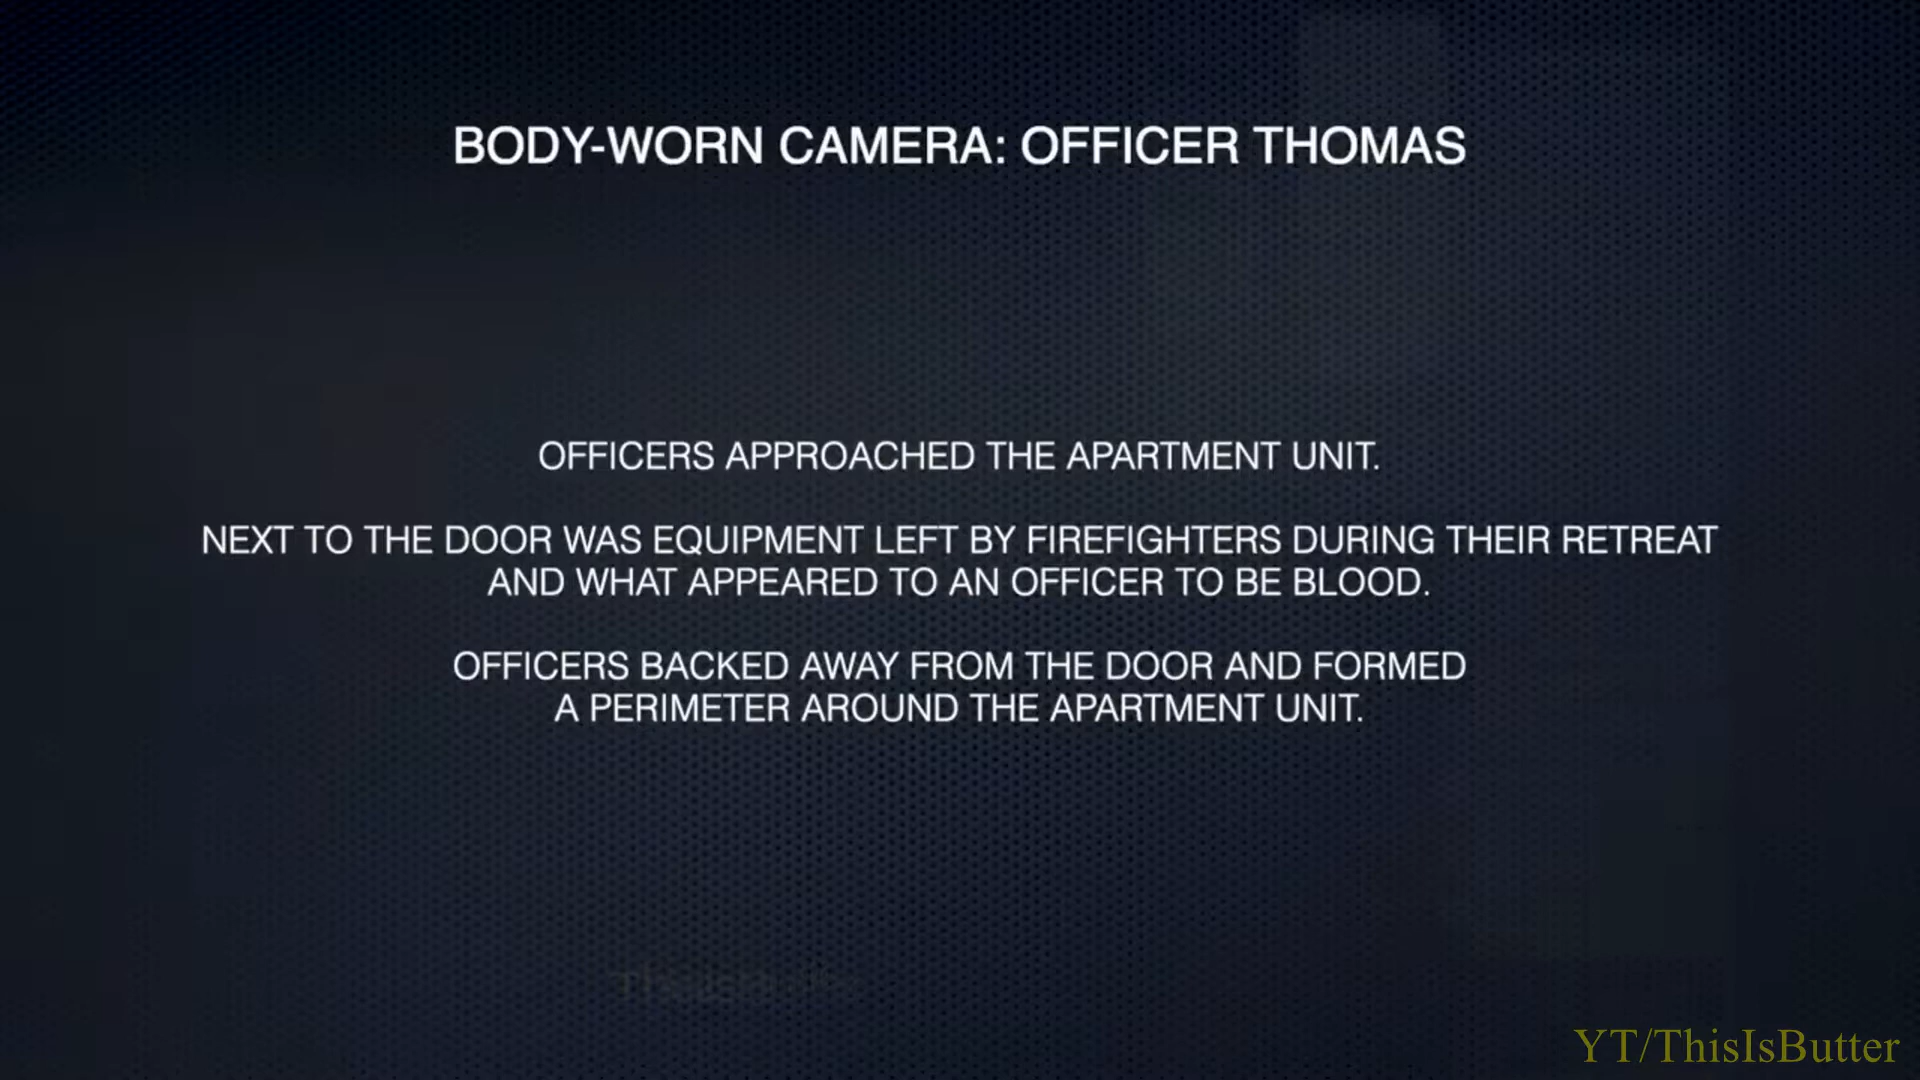 BODY-WORN CAMERA: OFFICER THOMAS
OFFICERS APPROACHED THE APARTMENT UNIT.
NEXT TO THE DOOR WAS EQUIPMENT LEFT BY FIREFIGHTERS DURING THEIR RETREAT
AND WHAT APPEARED TO AN OFFICER TO BE BLOOD.
OFFICERS BACKED AWAY FROM THE DOOR AND FORMED
A PERIMETER AROUND THE APARTMENT UNIT.
YT/ThisIsButter